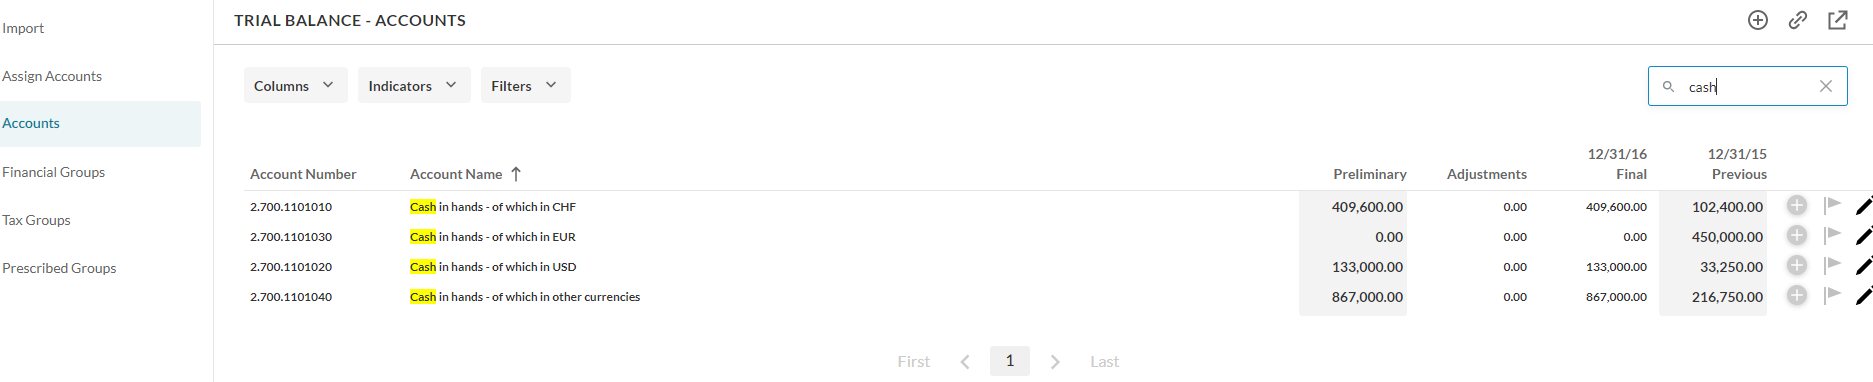 Import
Assign Accounts
Accounts
Financial Groups
Tax Groups
Prescribed Groups
TRIAL BALANCE - ACCOUNTS
Columns Indicators Filters
cash
12/31/16 12/31/15
Account Number Account Name Preliminary Adjustments Final Previous
2.700.1101010 Cash in hands - of which in CHF 409,600.00 0.00 409,600.00 102,400.00
2.700.1101030 Cash in hands - of which in EUR 0.00 0.00 0.00 450,000.00
2.700.1101020 Cash in hands - of which in USD 133,000.00 0.00 133,000.00 33,250.00
2.700.1101040 Cash in hands - of which in other currencies 867,000.00 0.00 867,000.00 216,750.00
First 1 Last